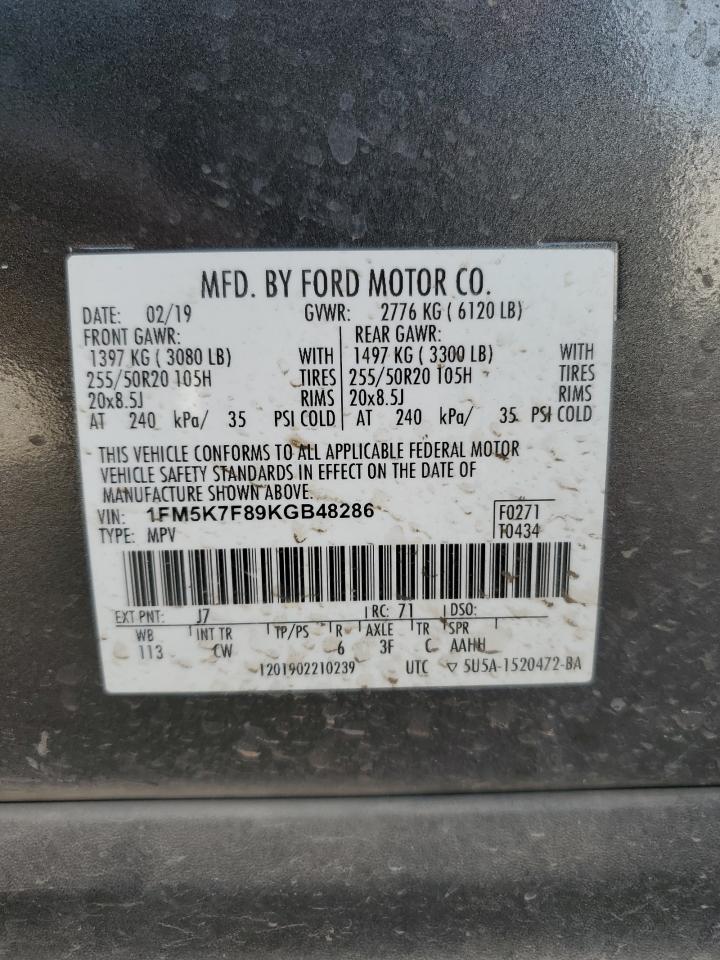 MFD. BY FORD MOTOR CO.
DATE: 02/19 GVWR: 2776 KG ( 6120 LB)
FRONT GAWR: REAR GAWR:
1397 KG ( 3080 LB) WITH 1497 KG ( 3300 LB) WITH
255/50R20 105H TIRES 255/50R20 105H TIRES
20x8.5J RIMS 20x8.5J RIMS
AT 240 kPa/ 35 PSI COLD AT 240 kPa/ 35 PSI COLD
THIS VEHICLE CONFORMS TO ALL APPLICABLE FEDERAL MOTOR
VEHICLE SAFETY STANDARDS IN EFFECT ON THE DATE OF
MANUFACTURE SHOWN ABOVE.
VIN: 1FM5K7F89KGB48286 F0271
TYPE: MPV T0434
EXT PNT: J7 RC: 71 DSO:
WB INT TR TP/PS R AXLE TR SPR
113 CW 6 3F C AAHH
1201902210239 UTC ▽ 5U5A-1520472-BA